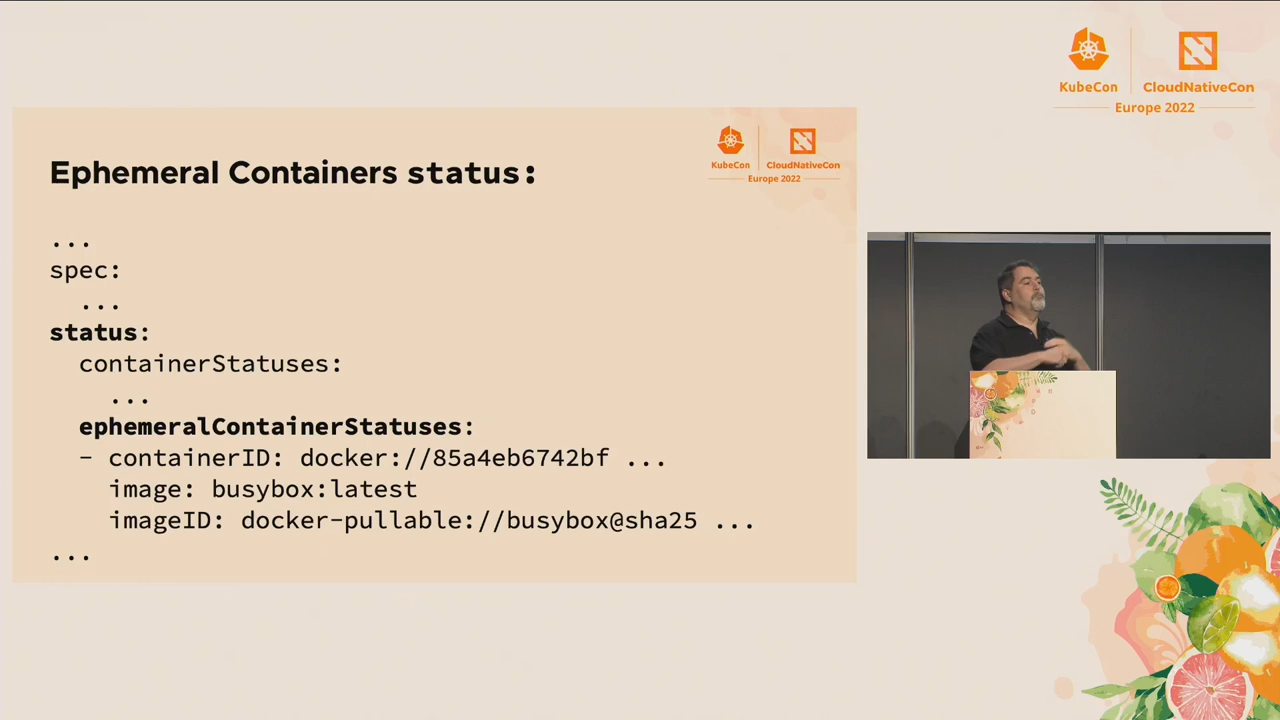 KubeCon
CloudNativeCon
Europe 2022
KubeCon
CloudNativeCon
Europe 2022
Ephemeral Containers status:
...
spec:
...
status:
containerStatuses:
...
ephemeralContainerStatuses:
- containerID: docker://85a4eb6742bf ...
image: busybox:latest
imageID: docker-pullable://busybox@sha25 ...
...